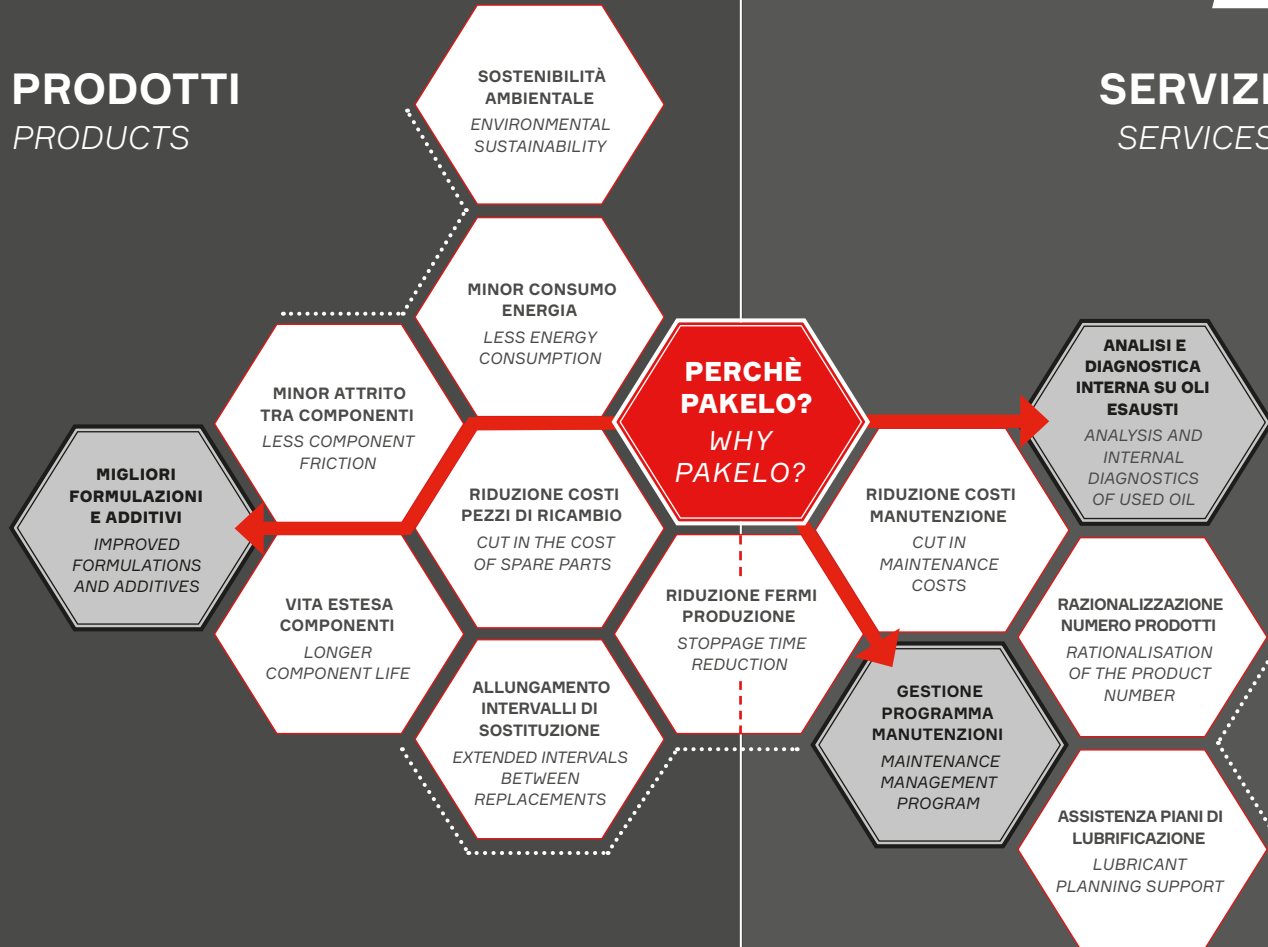 PRODOTTI
PRODUCTS
SERVIZI
SERVICES
SOSTENIBILITÀ
AMBIENTALE
ENVIRONMENTAL
SUSTAINABILITY
MINOR CONSUMO
ENERGIA
LESS ENERGY
CONSUMPTION
MINOR ATTRITO
TRA COMPONENTI
LESS COMPONENT
FRICTION
PERCHÈ
PAKELO?
WHY
PAKELO?
ANALISI E
DIAGNOSTICA
INTERNA SU OLI
ESAUSTI
ANALYSIS AND
INTERNAL
DIAGNOSTICS
OF USED OIL
MIGLIORI
FORMULAZIONI
E ADDITIVI
IMPROVED
FORMULATIONS
AND ADDITIVES
RIDUZIONE COSTI
PEZZI DI RICAMBIO
CUT IN THE COST
OF SPARE PARTS
RIDUZIONE COSTI
MANUTENZIONE
CUT IN
MAINTENANCE
COSTS
VITA ESTESA
COMPONENTI
LONGER
COMPONENT LIFE
RIDUZIONE FERMI
PRODUZIONE
STOPPAGE TIME
REDUCTION
RAZIONALIZZAZIONE
NUMERO PRODOTTI
RATIONALISATION
OF THE PRODUCT
NUMBER
ALLUNGAMENTO
INTERVALLI DI
SOSTITUZIONE
EXTENDED INTERVALS
BETWEEN
REPLACEMENTS
GESTIONE
PROGRAMMA
MANUTENZIONI
MAINTENANCE
MANAGEMENT
PROGRAM
ASSISTENZA PIANI DI
LUBRIFICAZIONE
LUBRICANT
PLANNING SUPPORT